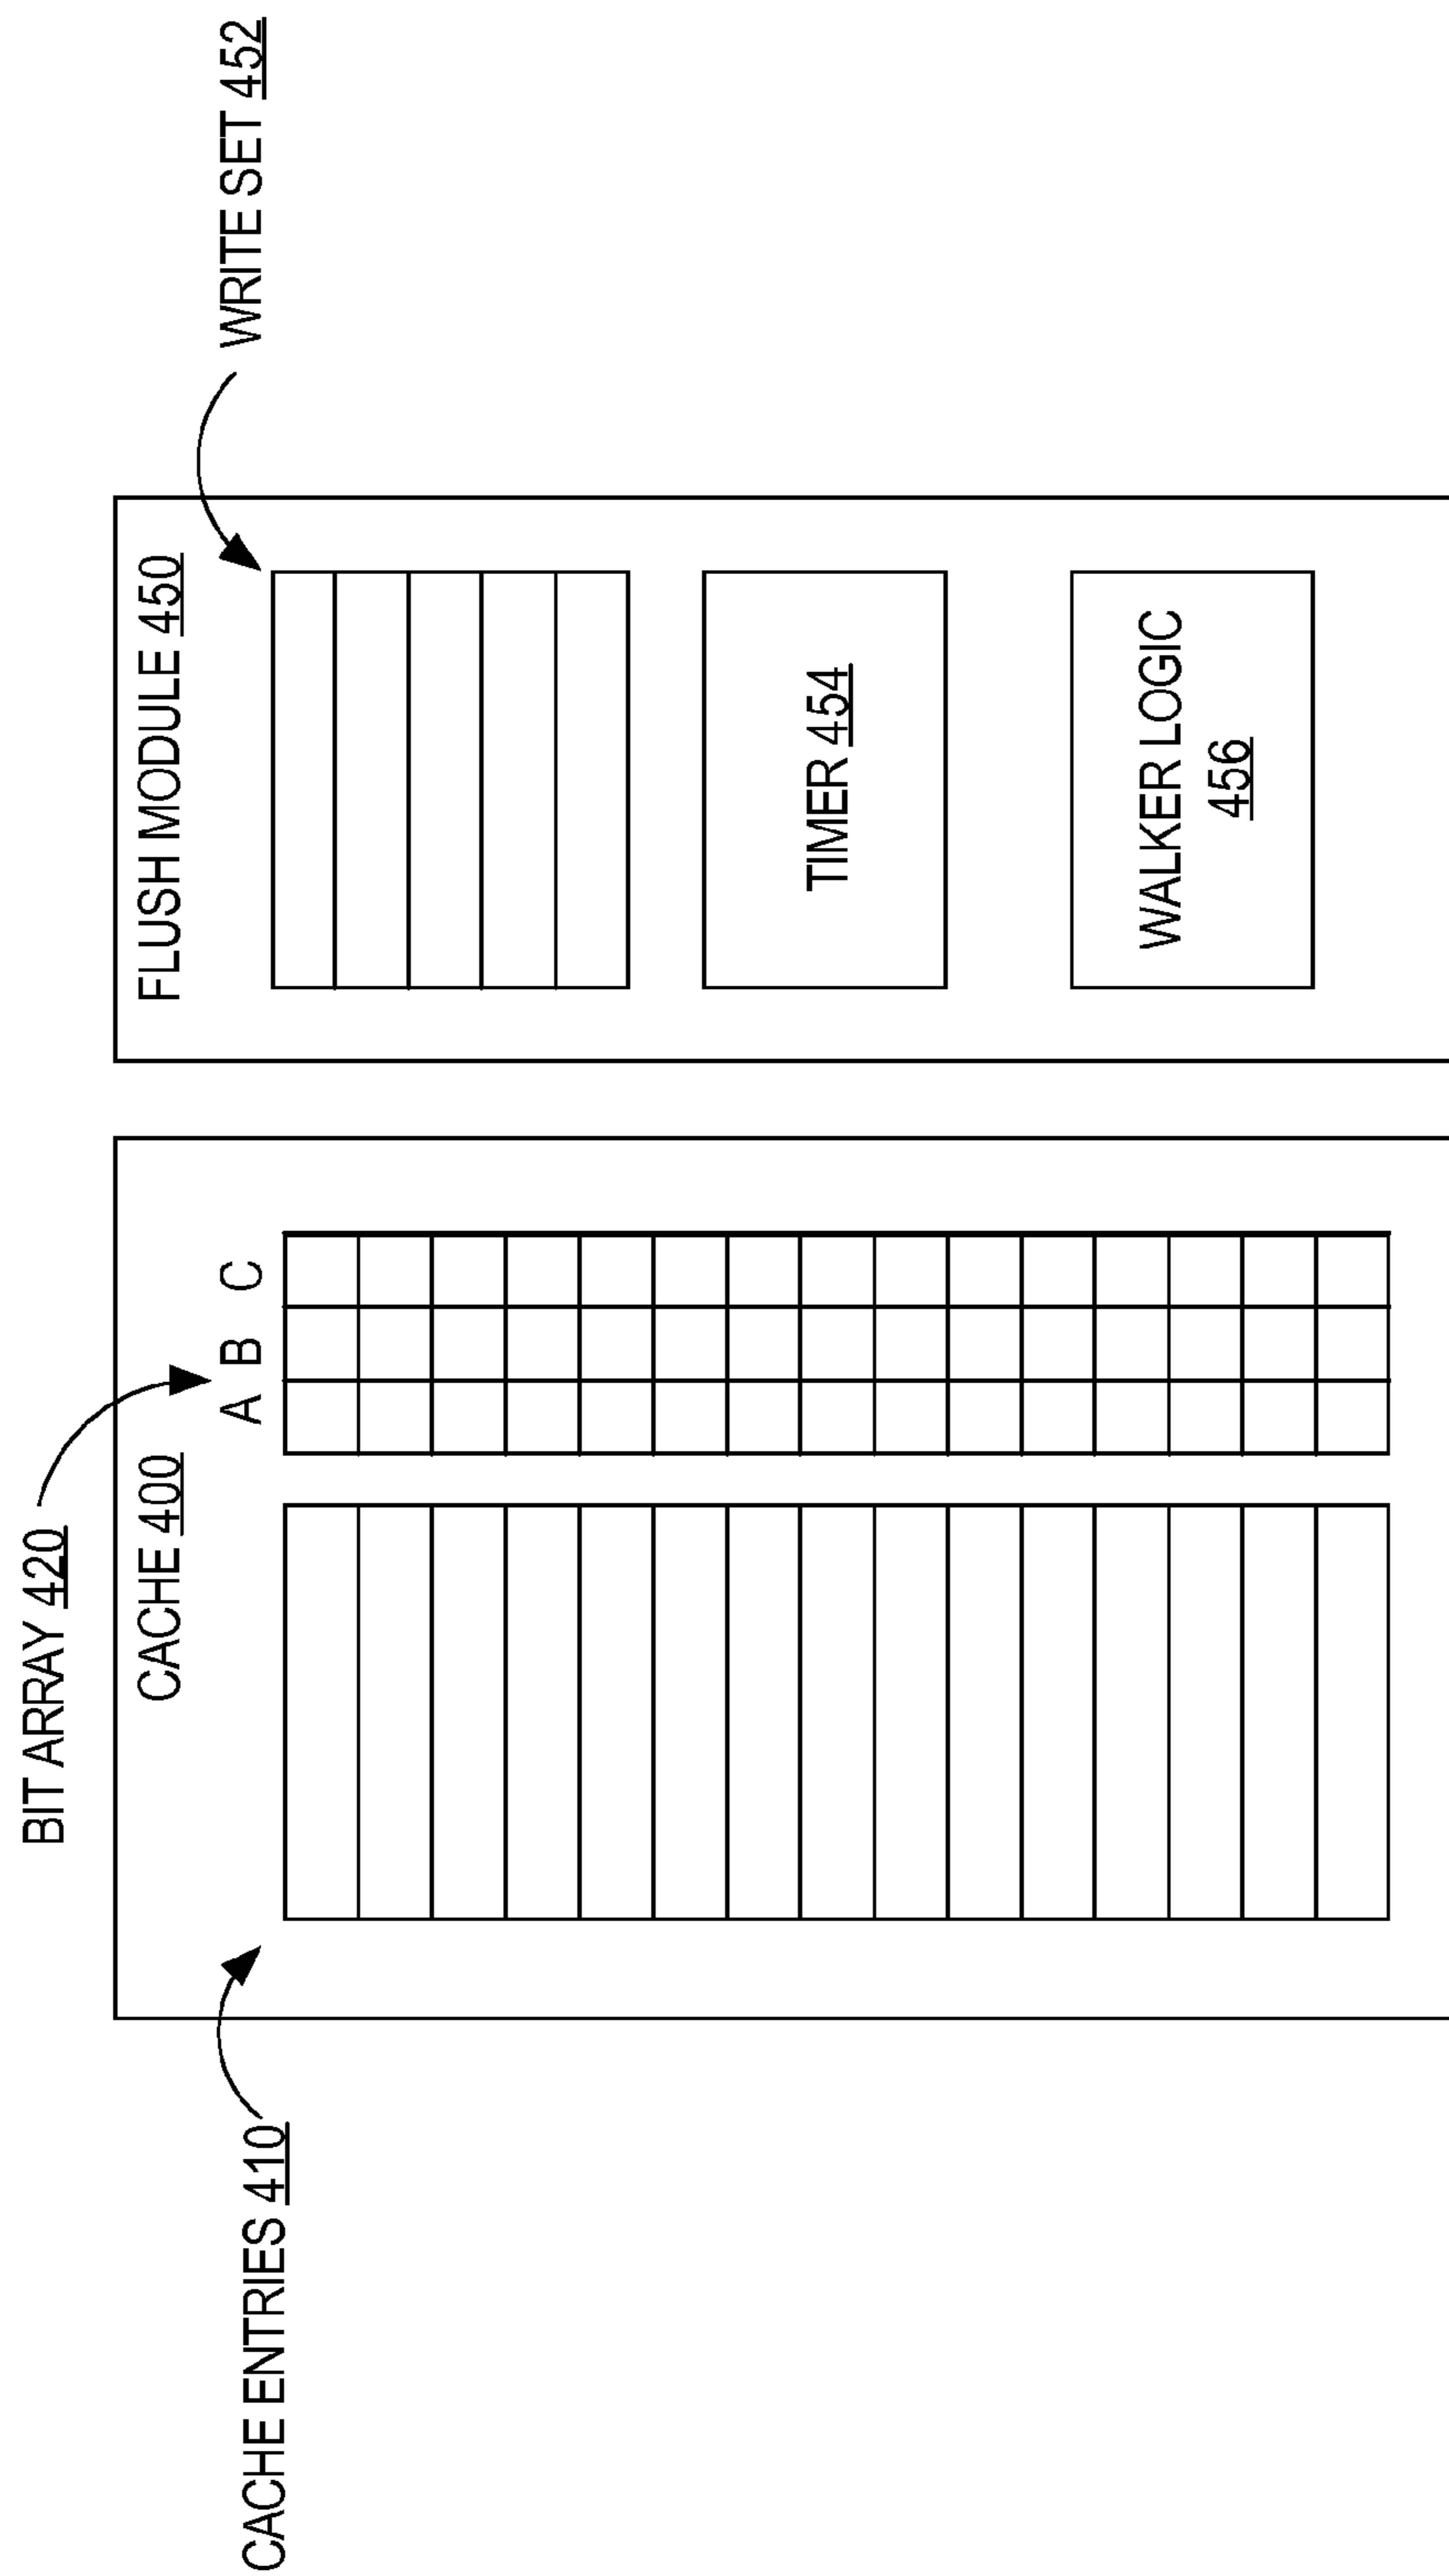 BIT ARRAY 420
CACHE 400
FLUSH MODULE 450
CACHE ENTRIES 410
A B C
WRITE SET 452
TIMER 454
WALKER LOGIC
456